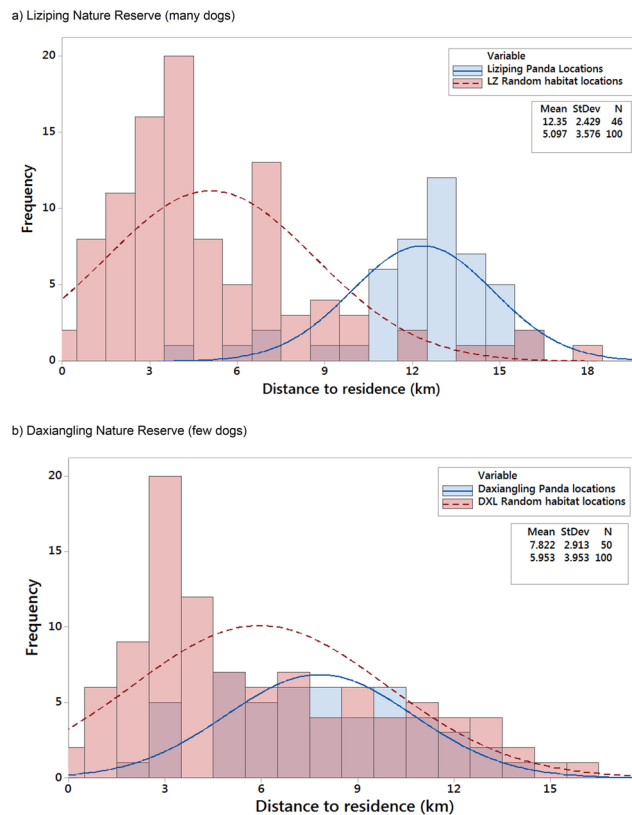 a) Liziping Nature Reserve (many dogs)
Variable
Liziping Panda Locations
LZ Random habitat locations
Mean StDev N
12.35 2.429 46
5.097 3.576 100
Frequency
20
15
10
5
0
0 3 6 9 12 15 18
Distance to residence (km)
b) Daxiangling Nature Reserve (few dogs)
Variable
Daxiangling Panda locations
DXL Random habitat locations
Mean StDev N
7.822 2.913 50
5.953 3.953 100
Frequency
20
15
10
5
0
0 3 6 9 12 15
Distance to residence (km)